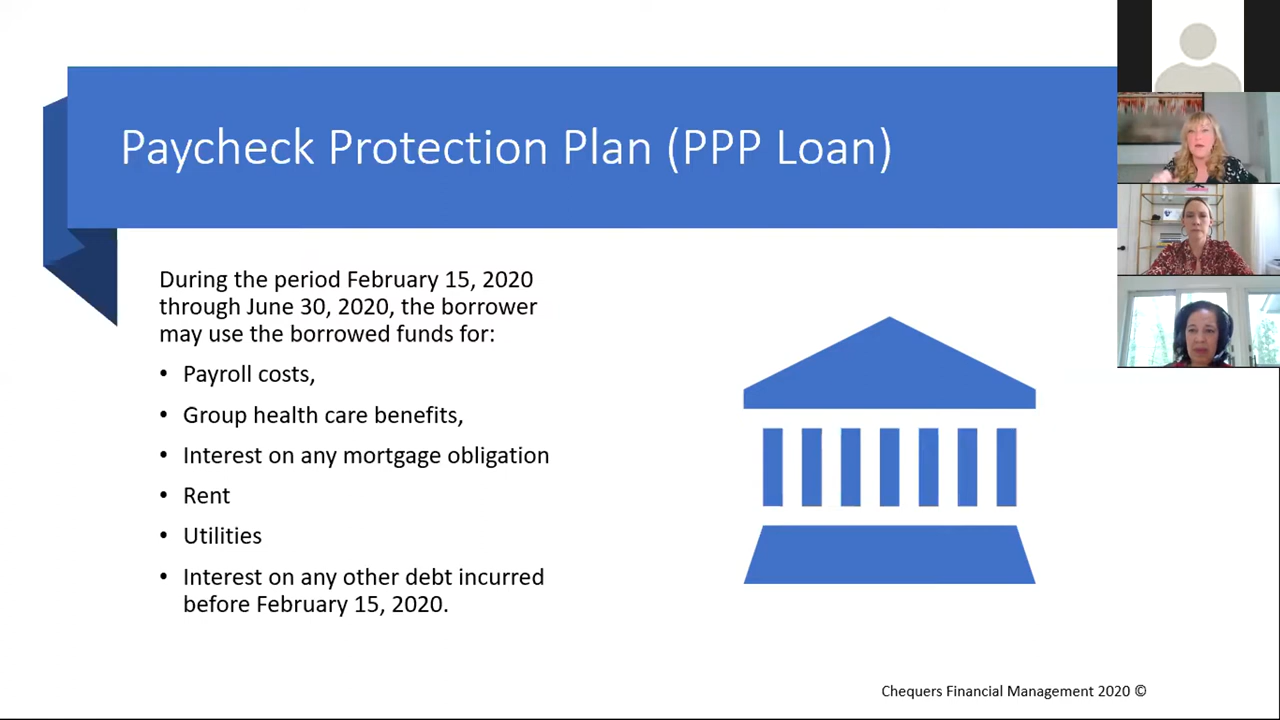 Paycheck Protection Plan (PPP Loan)
During the period February 15, 2020
through June 30, 2020, the borrower
may use the borrowed funds for:
• Payroll costs,
• Group health care benefits,
• Interest on any mortgage obligation
• Rent
• Utilities
• Interest on any other debt incurred
before February 15, 2020.
Chequers Financial Management 2020 ©